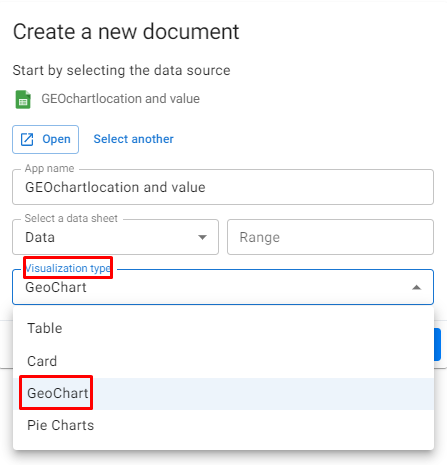 Create a new document
Start by selecting the data source
GEOchartlocation and value
Open Select another
App name
GEOchartlocation and value
Select a data sheet
Data Range
Visualization type
GeoChart
Table
Card
GeoChart
Pie Charts